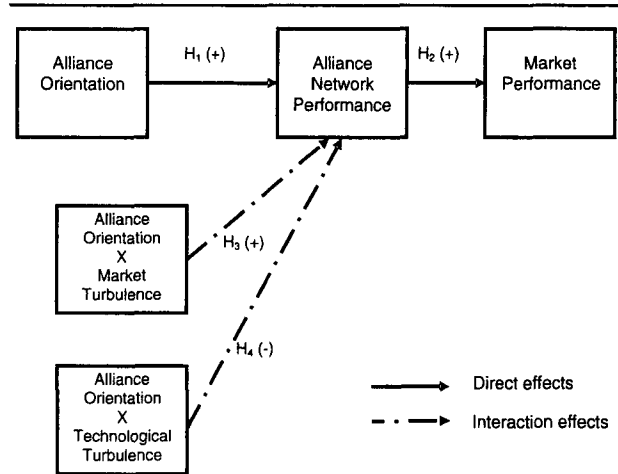 Alliance
Orientation
H₁ (+)
Alliance
Network
Performance
H₂ (+)
Market
Performance
Alliance
Orientation
X
Market
Turbulence
H₃ (+)
Alliance
Orientation
X
Technological
Turbulence
H₄ (-)
Direct effects
Interaction effects